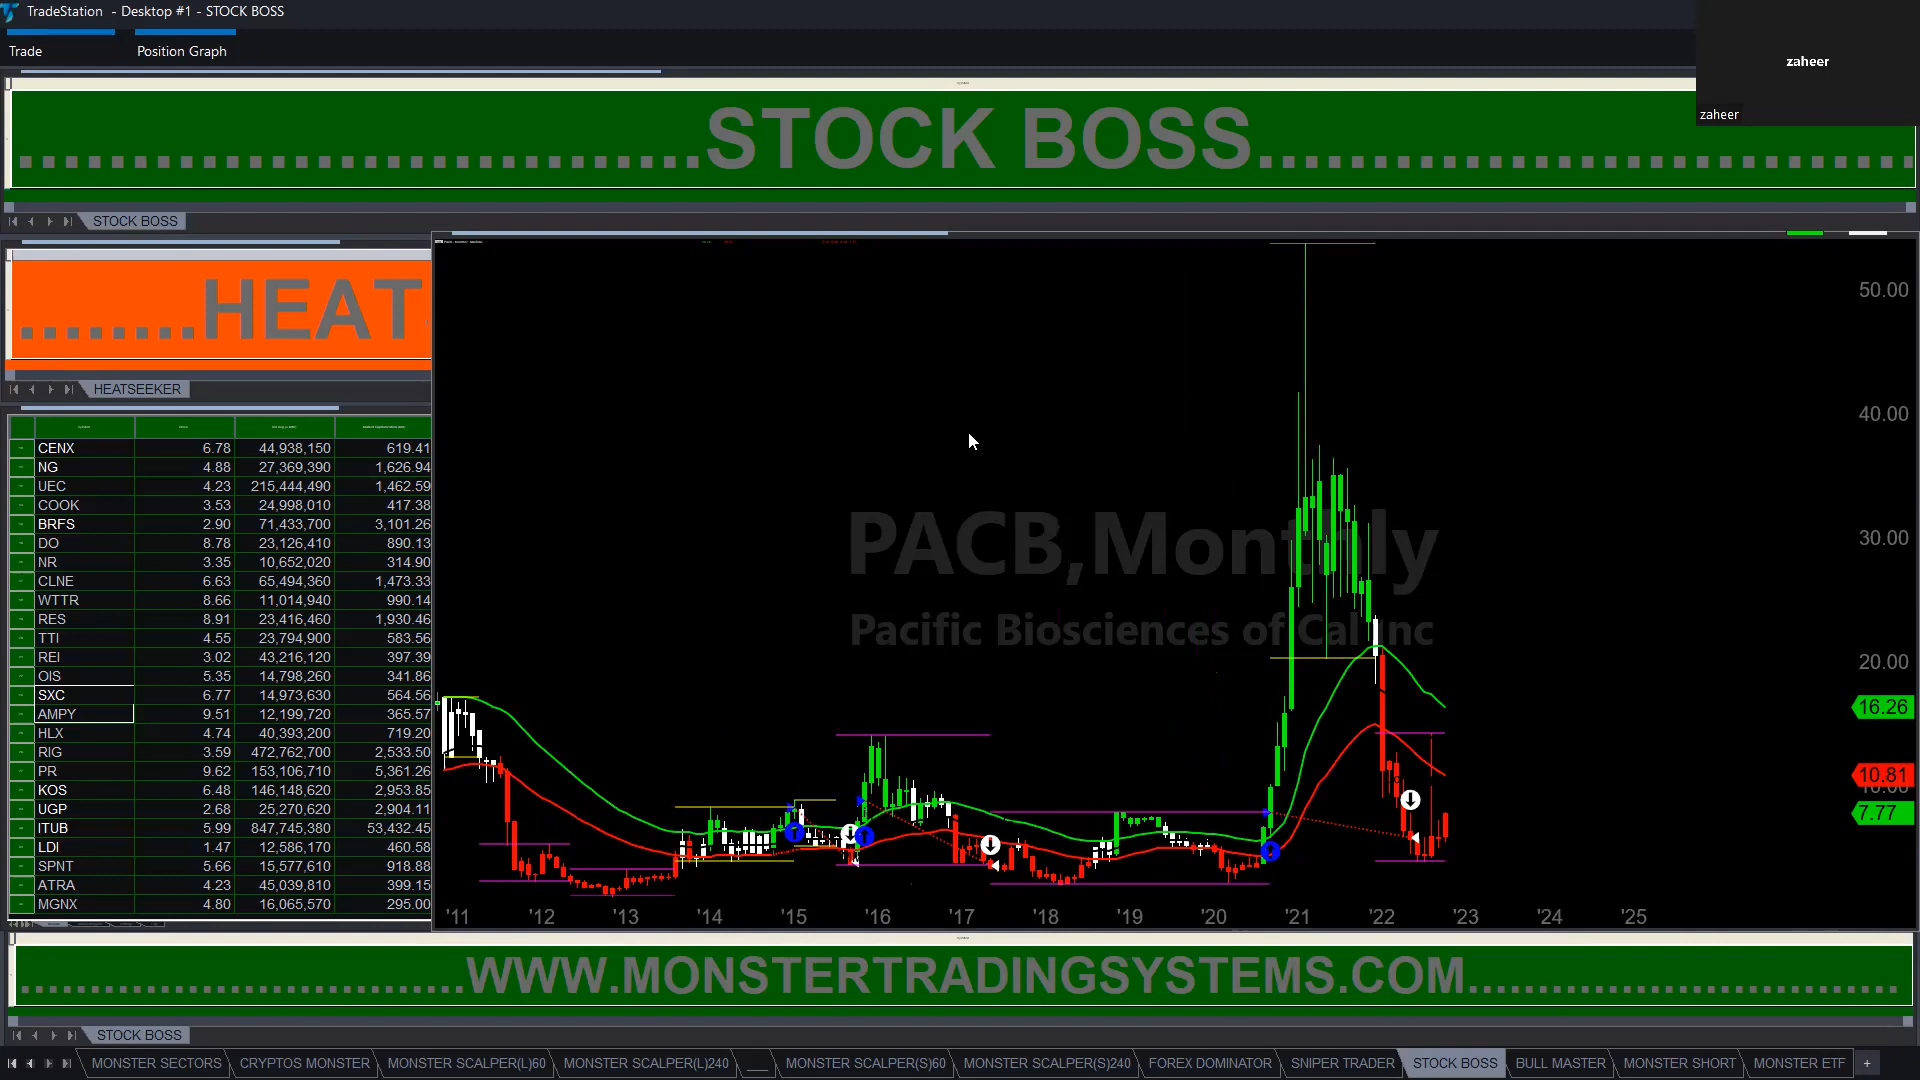 TradeStation - Desktop #1 - STOCK BOSS
Trade Position Graph
zaheer
zaheer
................................STOCK BOSS................................
STOCK BOSS
........HEAT
HEATSEEKER
CENX 6.78 44,938,150 619.41
NG 4.88 27,369,390 1,626.94
UEC 4.23 215,444,490 1,462.59
COOK 3.53 24,998,010 417.38
BRFS 2.90 71,433,700 3,101.26
DO 8.78 23,126,410 890.13
NR 3.35 10,652,020 314.90
CLNE 6.63 65,494,360 1,473.33
WTTR 8.66 11,014,940 990.14
RES 8.91 23,416,460 1,930.46
TTI 4.55 23,794,900 583.56
REI 3.02 43,216,120 397.39
OIS 5.35 14,798,260 341.86
SXC 6.77 14,973,630 564.56
AMPY 9.51 12,199,720 365.57
HLX 4.74 40,393,200 719.20
RIG 3.59 472,762,700 2,533.50
PR 9.62 153,106,710 5,361.26
KOS 6.48 146,148,620 2,953.85
UGP 2.68 25,270,620 2,904.11
ITUB 5.99 847,745,380 53,432.45
LDI 1.47 12,586,170 460.58
SPNT 5.66 15,577,610 918.88
ATRA 4.23 45,039,810 399.15
MGNX 4.80 16,065,570 295.00
PACB,Monthly
Pacific Biosciences of Cal Inc
50.00
40.00
30.00
20.00
16.26
10.81
10.00
7.77
'11 '12 '13 '14 '15 '16 '17 '18 '19 '20 '21 '22 '23 '24 '25
................................WWW.MONSTERTRADINGSYSTEMS.COM................................
STOCK BOSS
MONSTER SECTORS CRYPTOS MONSTER MONSTER SCALPER(L)60 MONSTER SCALPER(L)240 ___ MONSTER SCALPER(S)60 MONSTER SCALPER(S)240 FOREX DOMINATOR SNIPER TRADER STOCK BOSS BULL MASTER MONSTER SHORT MONSTER ETF +